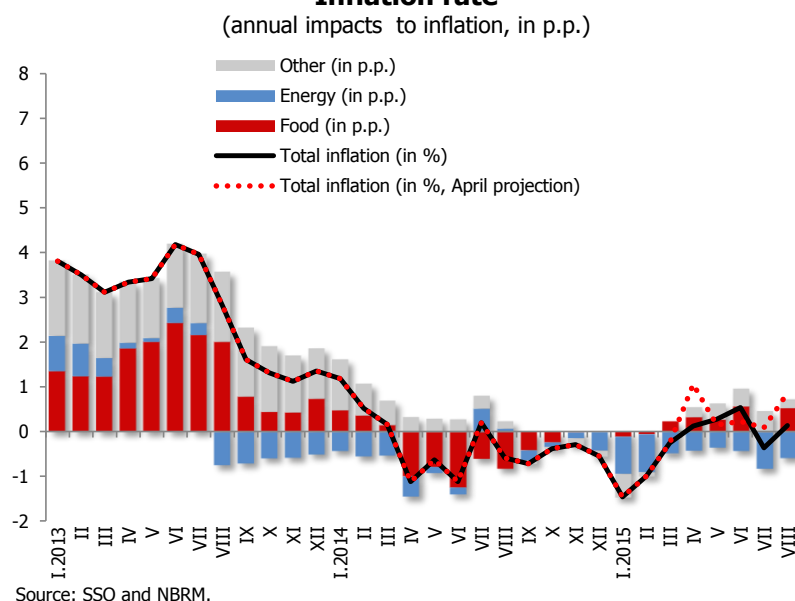 Inflation rate
(annual impacts to inflation, in p.p.)
Other (in p.p.)
Energy (in p.p.)
Food (in p.p.)
Total inflation (in %)
Total inflation (in %, April projection)
8
7
6
5
4
3
2
1
0
-1
-2
I.2013
II
III
IV
V
VI
VII
VIII
IX
X
XI
XII
I.2014
II
III
IV
V
VI
VII
VIII
IX
X
XI
XII
I.2015
II
III
IV
V
VI
VII
VIII
Source: SSO and NBRM.